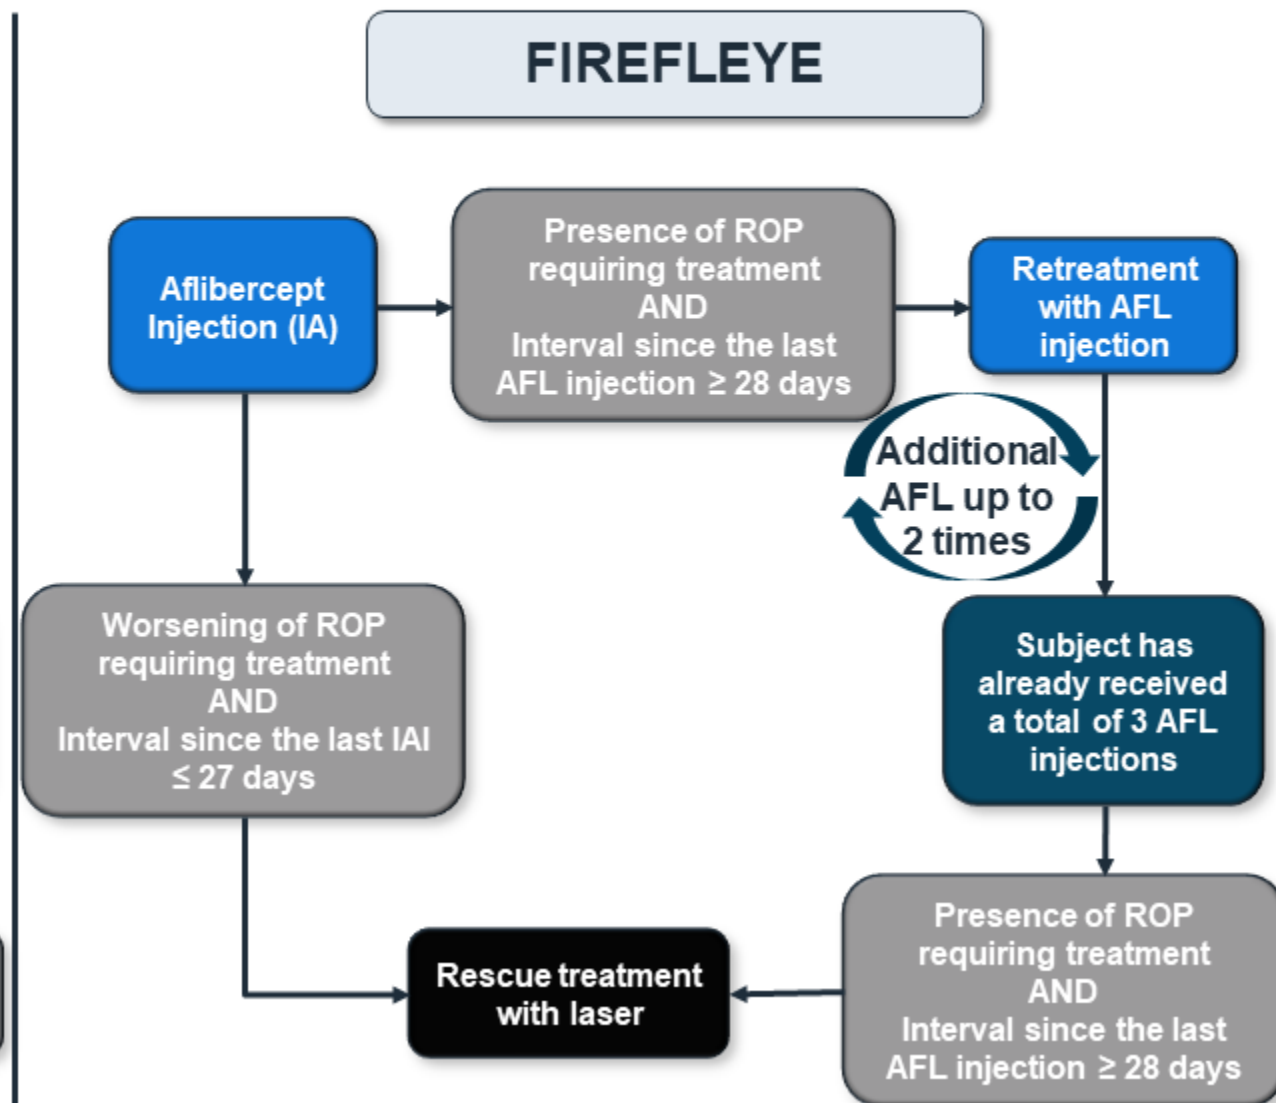 FIREFLEYE
Aflibercept
Injection (IA)
Presence of ROP
requiring treatment
AND
Interval since the last
AFL injection ≥ 28 days
Retreatment
with AFL
injection
Additional
AFL up to
2 times
Worsening of ROP
requiring treatment
AND
Interval since the last IAI
≤ 27 days
Subject has
already received
a total of 3 AFL
injections
Rescue treatment
with laser
Presence of ROP
requiring treatment
AND
Interval since the last
AFL injection ≥ 28 days